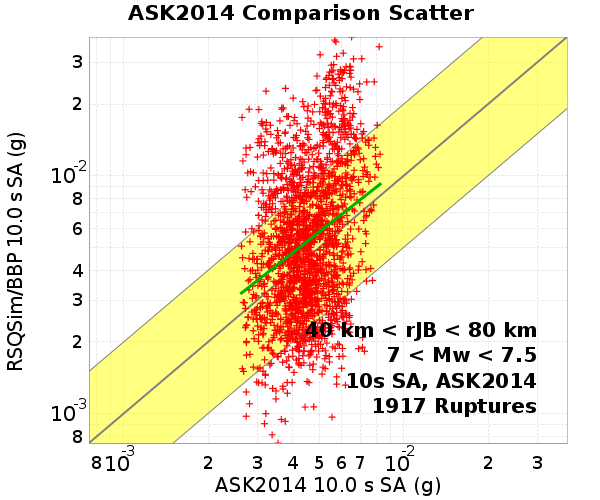 ASK2014 Comparison Scatter
RSQSim/BBP 10.0 s SA (g)
3
2
10-2
8
6
4
3
2
10-3
8
40 km < rJB < 80 km
7 < Mw < 7.5
10s SA, ASK2014
1917 Ruptures
8 10-3 2 3 4 5 6 7 10-2 2 3
ASK2014 10.0 s SA (g)